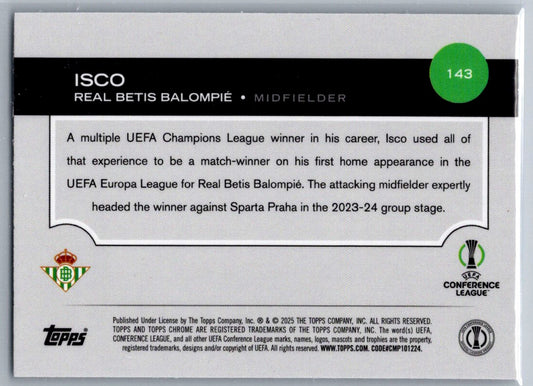 143
ISCO
REAL BETIS BALOMPIÉ • MIDFIELDER
A multiple UEFA Champions League winner in his career, Isco used all of
that experience to be a match-winner on his first home appearance in the
UEFA Europa League for Real Betis Balompié. The attacking midfielder expertly
headed the winner against Sparta Praha in the 2023-24 group stage.
UEFA
CONFERENCE
LEAGUE™
Topps
Published Under License by The Topps Company, Inc. ® & © 2025 THE TOPPS COMPANY, INC. ALL RIGHTS RESERVED.
TOPPS AND TOPPS CHROME ARE REGISTERED TRADEMARKS OF THE TOPPS COMPANY, INC. The word(s) UEFA,
CONFERENCE LEAGUE, and all other UEFA Conference League marks, names, logos, mascots and trophies are the property,
registered trademarks, designs and/or copyright of UEFA. All rights reserved. WWW.TOPPS.COM. CODE#CMP101224.